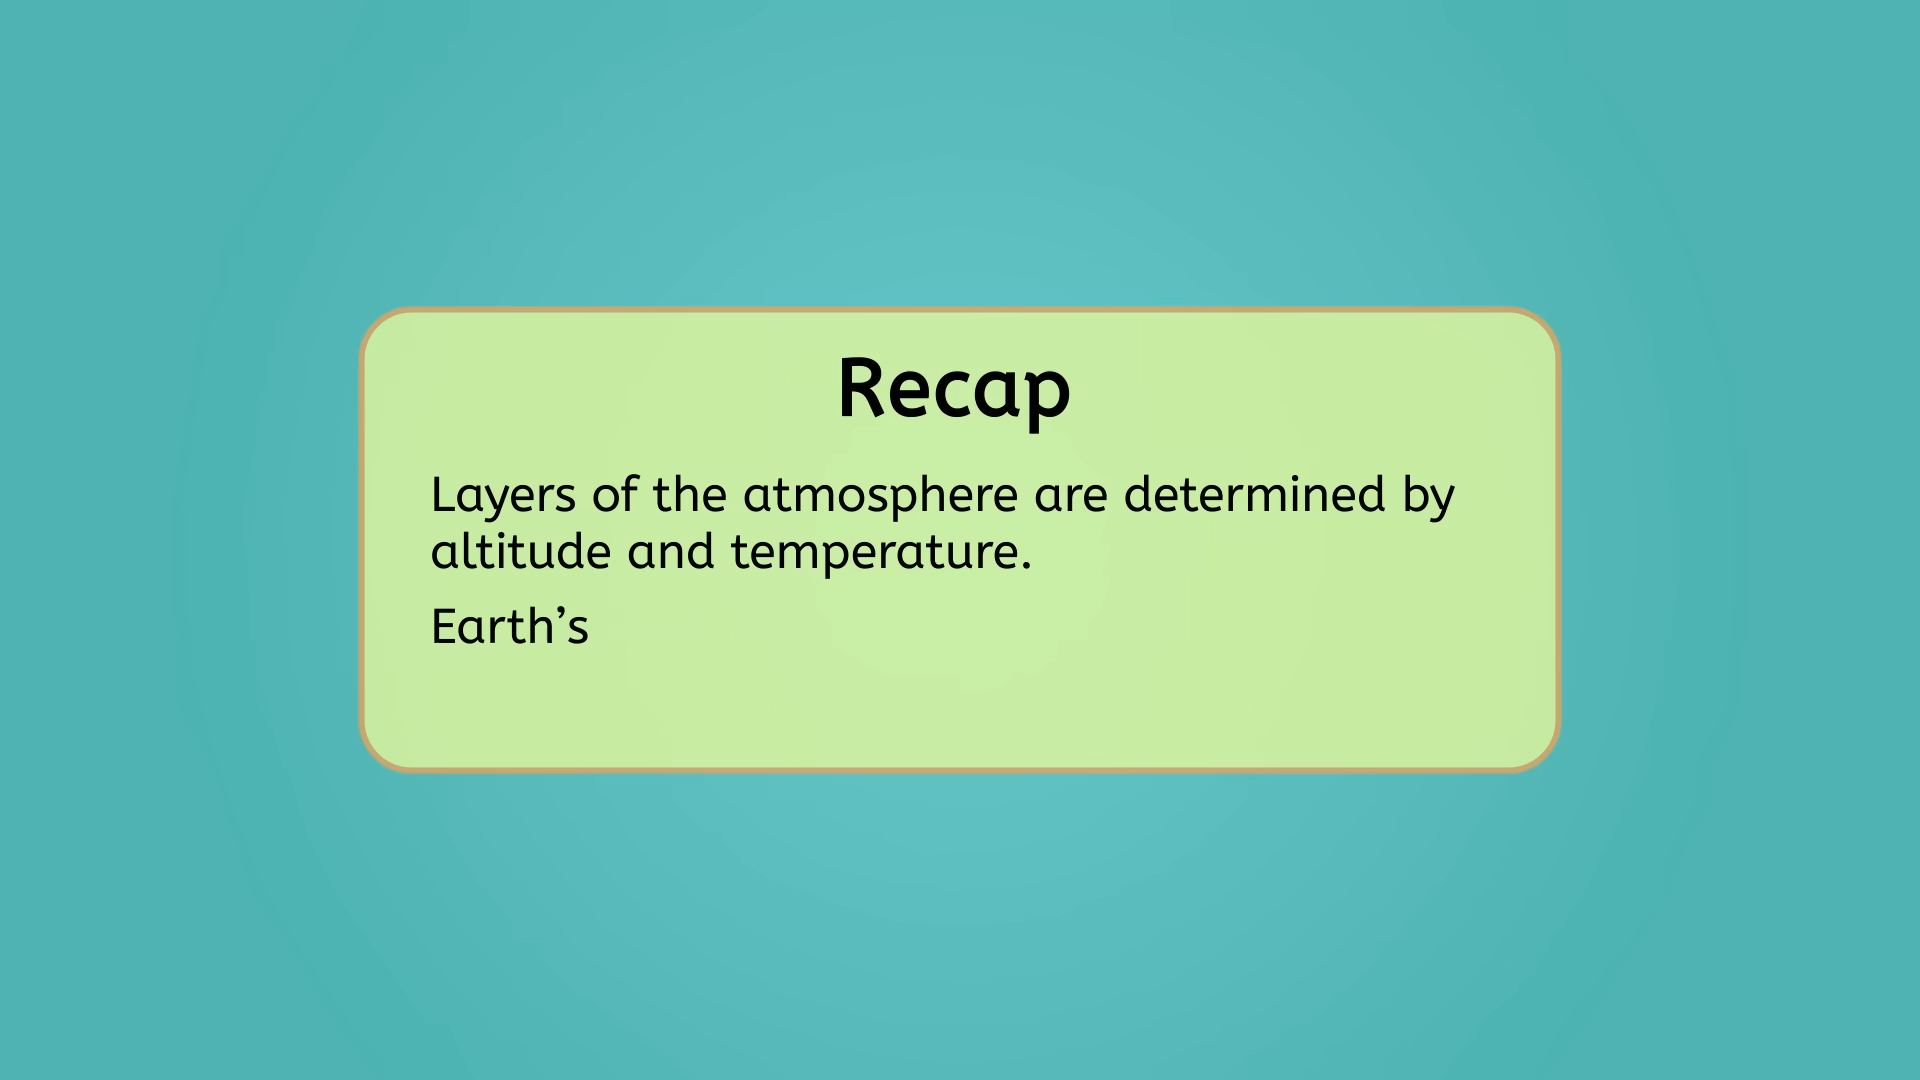 Recap
Layers of the atmosphere are determined by
altitude and temperature.
Earth’s